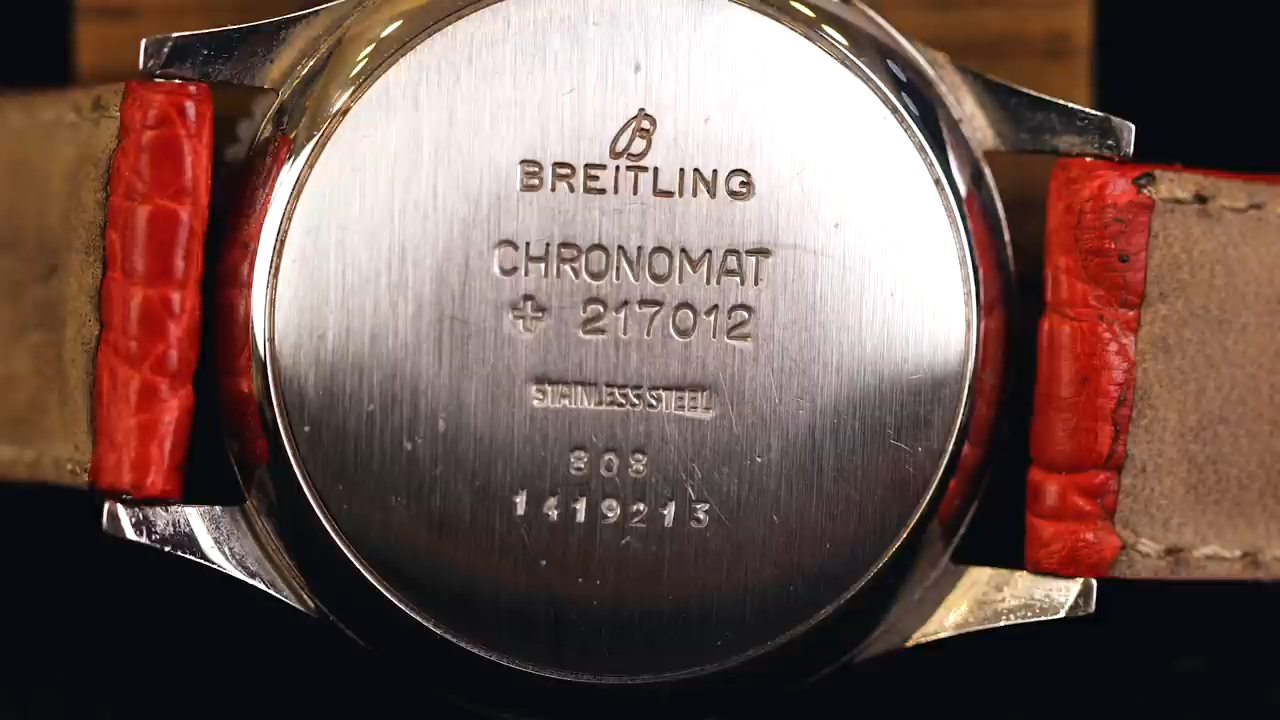 B
BREITLING
CHRONOMAT
+ 217012
STAINLESS STEEL
808
1419213